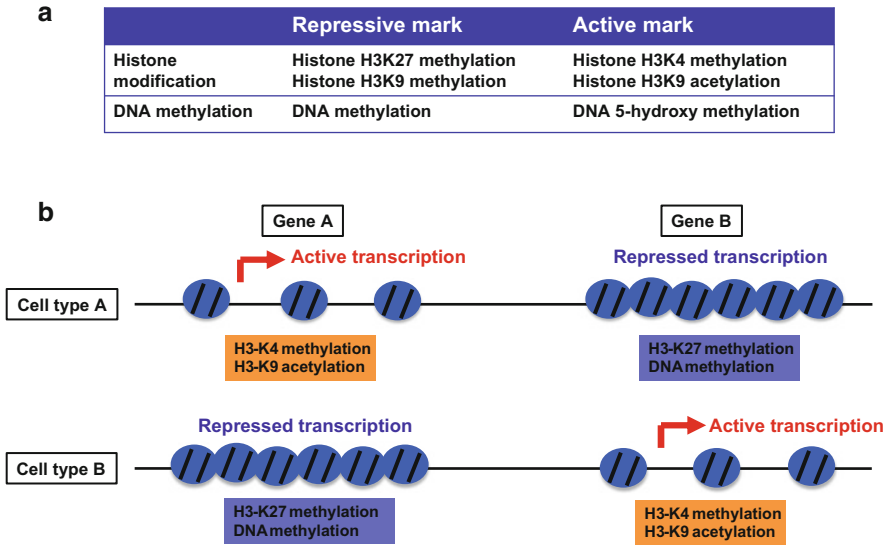 a
Repressive mark Active mark
Histone modification
Histone H3K27 methylation
Histone H3K9 methylation
Histone H3K4 methylation
Histone H3K9 acetylation
DNA methylation DNA methylation DNA 5-hydroxy methylation
b
Gene A Gene B
Active transcription Repressed transcription
Cell type A
H3-K4 methylation
H3-K9 acetylation
H3-K27 methylation
DNA methylation
Repressed transcription Active transcription
Cell type B
H3-K27 methylation
DNA methylation
H3-K4 methylation
H3-K9 acetylation